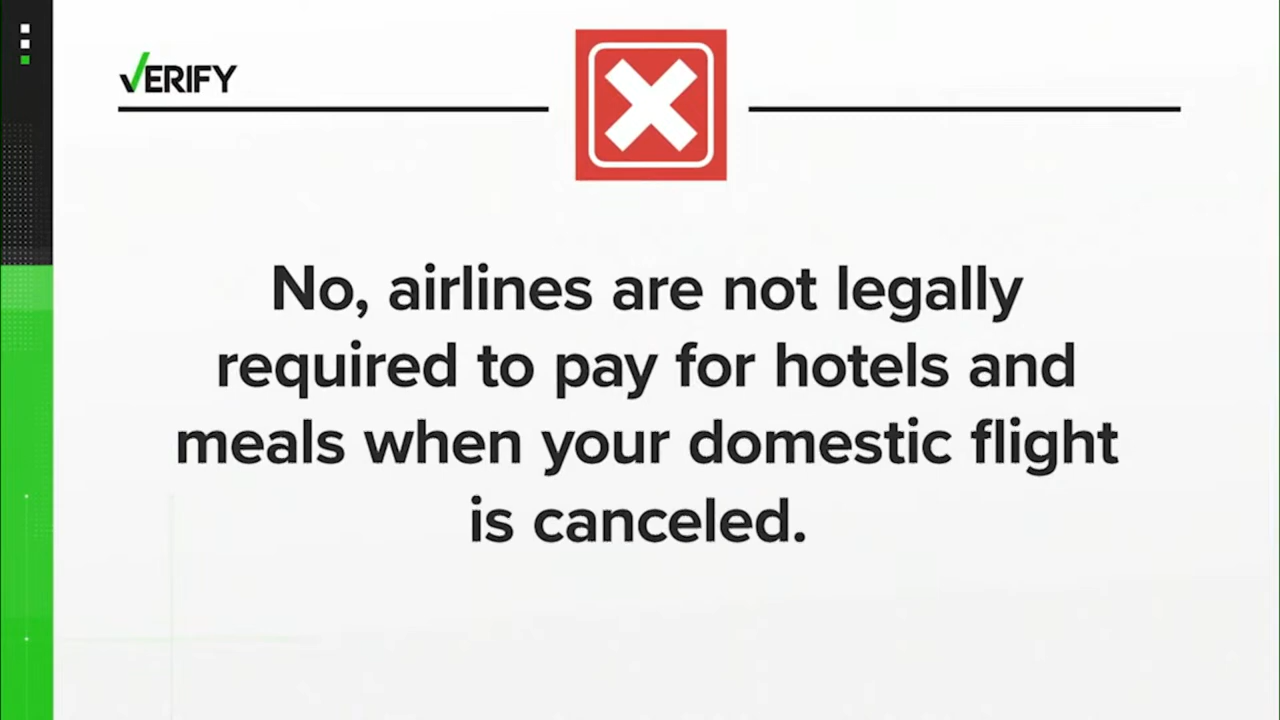 VERIFY
No, airlines are not legally
required to pay for hotels and
meals when your domestic flight
is canceled.